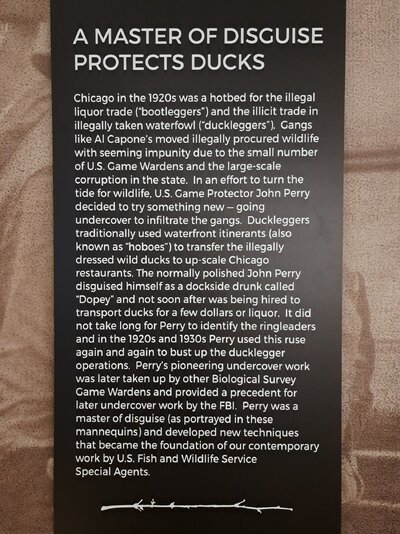 A MASTER OF DISGUISE
PROTECTS DUCKS
Chicago in the 1920s was a hotbed for the illegal
liquor trade ("bootleggers") and the illicit trade in
illegally taken waterfowl ("duckleggers"). Gangs
like Al Capone's moved illegally procured wildlife
with seeming impunity due to the small number
of U.S. Game Wardens and the large-scale
corruption in the state. In an effort to turn the
tide for wildlife, U.S. Game Protector John Perry
decided to try something new — going
undercover to infiltrate the gangs. Duckleggers
traditionally used waterfront itinerants (also
known as "hoboes") to transfer the illegally
dressed wild ducks to up-scale Chicago
restaurants. The normally polished John Perry
disguised himself as a dockside drunk called
"Dopey" and not soon after was being hired to
transport ducks for a few dollars or liquor. It did
not take long for Perry to identify the ringleaders
and in the 1920s and 1930s Perry used this ruse
again and again to bust up the ducklegger
operations. Perry's pioneering undercover work
was later taken up by other Biological Survey
Game Wardens and provided a precedent for
later undercover work by the FBI. Perry was a
master of disguise (as portrayed in these
mannequins) and developed new techniques
that became the foundation of our contemporary
work by U.S. Fish and Wildlife Service
Special Agents.